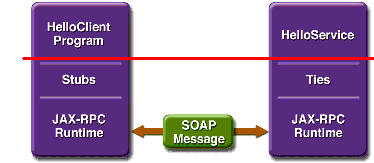 HelloClient
Program
Stubs
JAX-RPC
Runtime
SOAP
Message
HelloService
Ties
JAX-RPC
Runtime